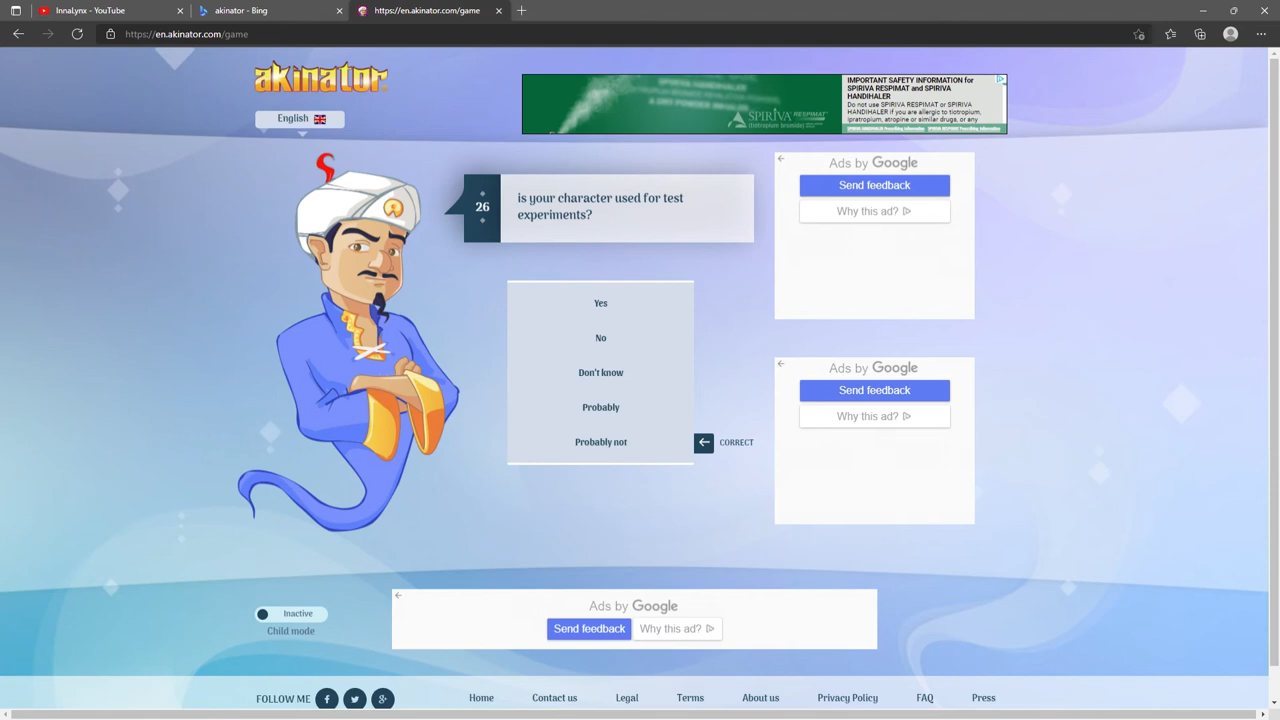 InnaLynx - YouTube
akinator - Bing
https://en.akinator.com/game
https://en.akinator.com/game
akinator
English
SPIRIVA RESPIMAT
(tiotropium bromide)
IMPORTANT SAFETY INFORMATION for
SPIRIVA RESPIMAT and SPIRIVA
HANDIHALER
Do not use SPIRIVA RESPIMAT or SPIRIVA
HANDIHALER if you are allergic to tiotropium,
ipratropium, atropine or similar drugs, or any
26
is your character used for test
experiments?
Yes
No
Don't know
Probably
Probably not
CORRECT
Ads by Google
Send feedback
Why this ad?
Ads by Google
Send feedback
Why this ad?
Inactive
Child mode
Ads by Google
Send feedback Why this ad?
FOLLOW ME
Home Contact us Legal Terms About us Privacy Policy FAQ Press